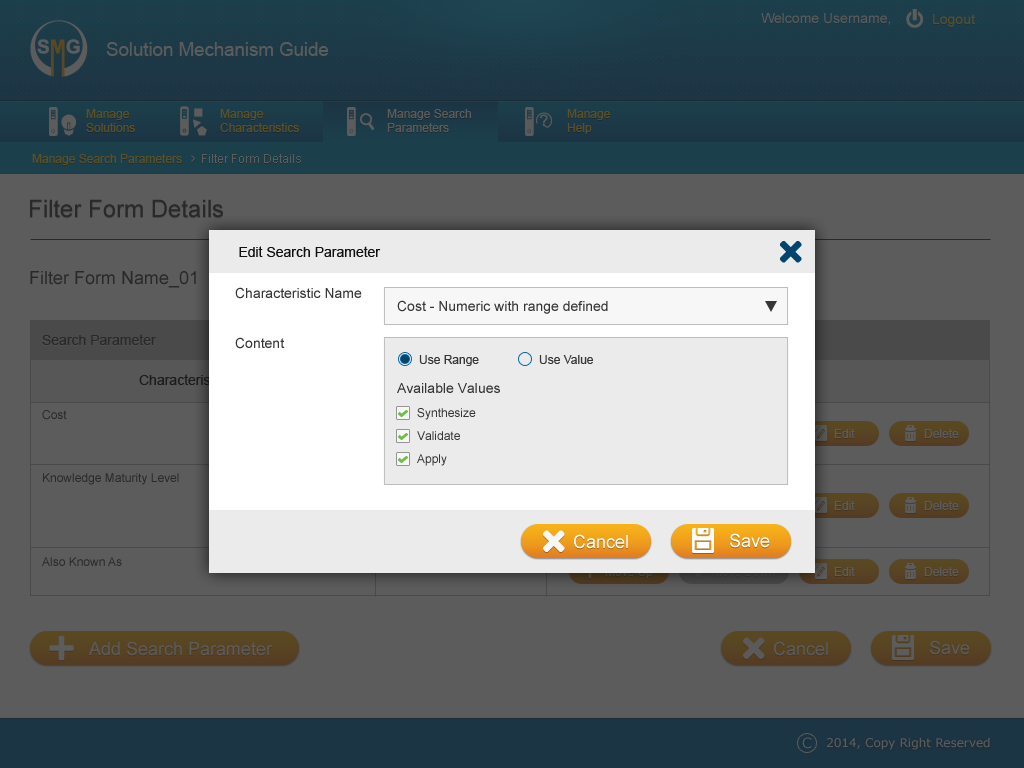 Welcome Username,
Logout
SMG
Solution Mechanism Guide
Manage
Solutions
Manage
Characteristics
Manage Search
Parameters
Manage
Help
Manage Search Parameters > Filter Form Details
Filter Form Details
Filter Form Name_01
Edit Search Parameter
Characteristic Name
Cost - Numeric with range defined
Content
Use Range
Use Value
Available Values
Synthesize
Validate
Apply
Cancel
Save
Search Parameter
Cost
Edit
Delete
Knowledge Maturity Level
Edit
Delete
Also Known As
Edit
Delete
Add Search Parameter
Cancel
Save
© 2014, Copy Right Reserved